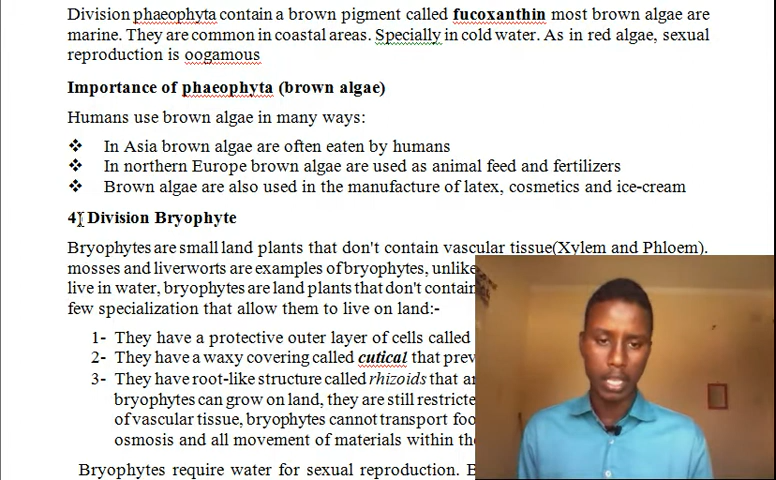 Division phaeophyta contain a brown pigment called fucoxanthin most brown algae are
marine. They are common in coastal areas. Specially in cold water. As in red algae, sexual
reproduction is oogamous
Importance of phaeophyta (brown algae)
Humans use brown algae in many ways:
❖ In Asia brown algae are often eaten by humans
❖ In northern Europe brown algae are used as animal feed and fertilizers
❖ Brown algae are also used in the manufacture of latex, cosmetics and ice-cream
4) Division Bryophyte
Bryophytes are small land plants that don't contain vascular tissue(Xylem and Phloem).
mosses and liverworts are examples of bryophytes, unlike
live in water, bryophytes are land plants that don't contain
few specialization that allow them to live on land:-
1- They have a protective outer layer of cells called
2- They have a waxy covering called cutical that prev
3- They have root-like structure called rhizoids that ar
bryophytes can grow on land, they are still restricte
of vascular tissue, bryophytes cannot transport foo
osmosis and all movement of materials within the
Bryophytes require water for sexual reproduction.